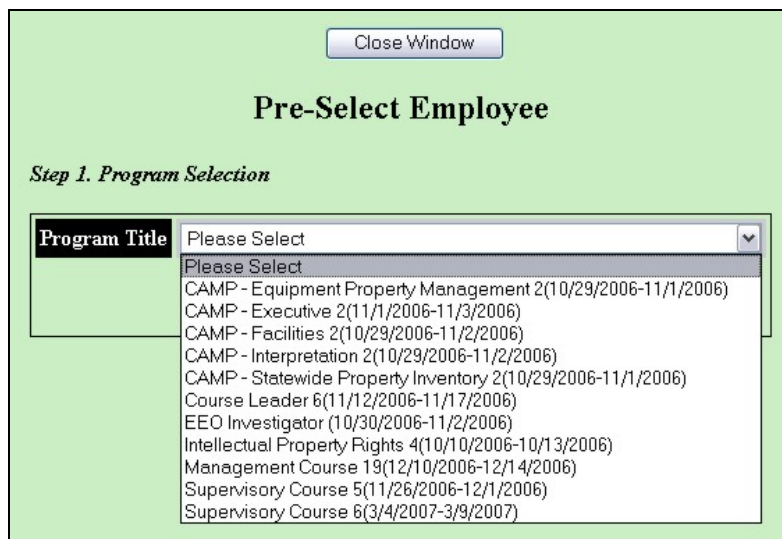 Close Window
Pre-Select Employee
Step 1. Program Selection
Program Title Please Select
Please Select
CAMP - Equipment Property Management 2(10/29/2006-11/1/2006)
CAMP - Executive 2(11/1/2006-11/3/2006)
CAMP - Facilities 2(10/29/2006-11/2/2006)
CAMP - Interpretation 2(10/29/2006-11/2/2006)
CAMP - Statewide Property Inventory 2(10/29/2006-11/1/2006)
Course Leader 6(11/12/2006-11/17/2006)
EEO Investigator (10/30/2006-11/2/2006)
Intellectual Property Rights 4(10/10/2006-10/13/2006)
Management Course 19(12/10/2006-12/14/2006)
Supervisory Course 5(11/26/2006-12/1/2006)
Supervisory Course 6(3/4/2007-3/9/2007)